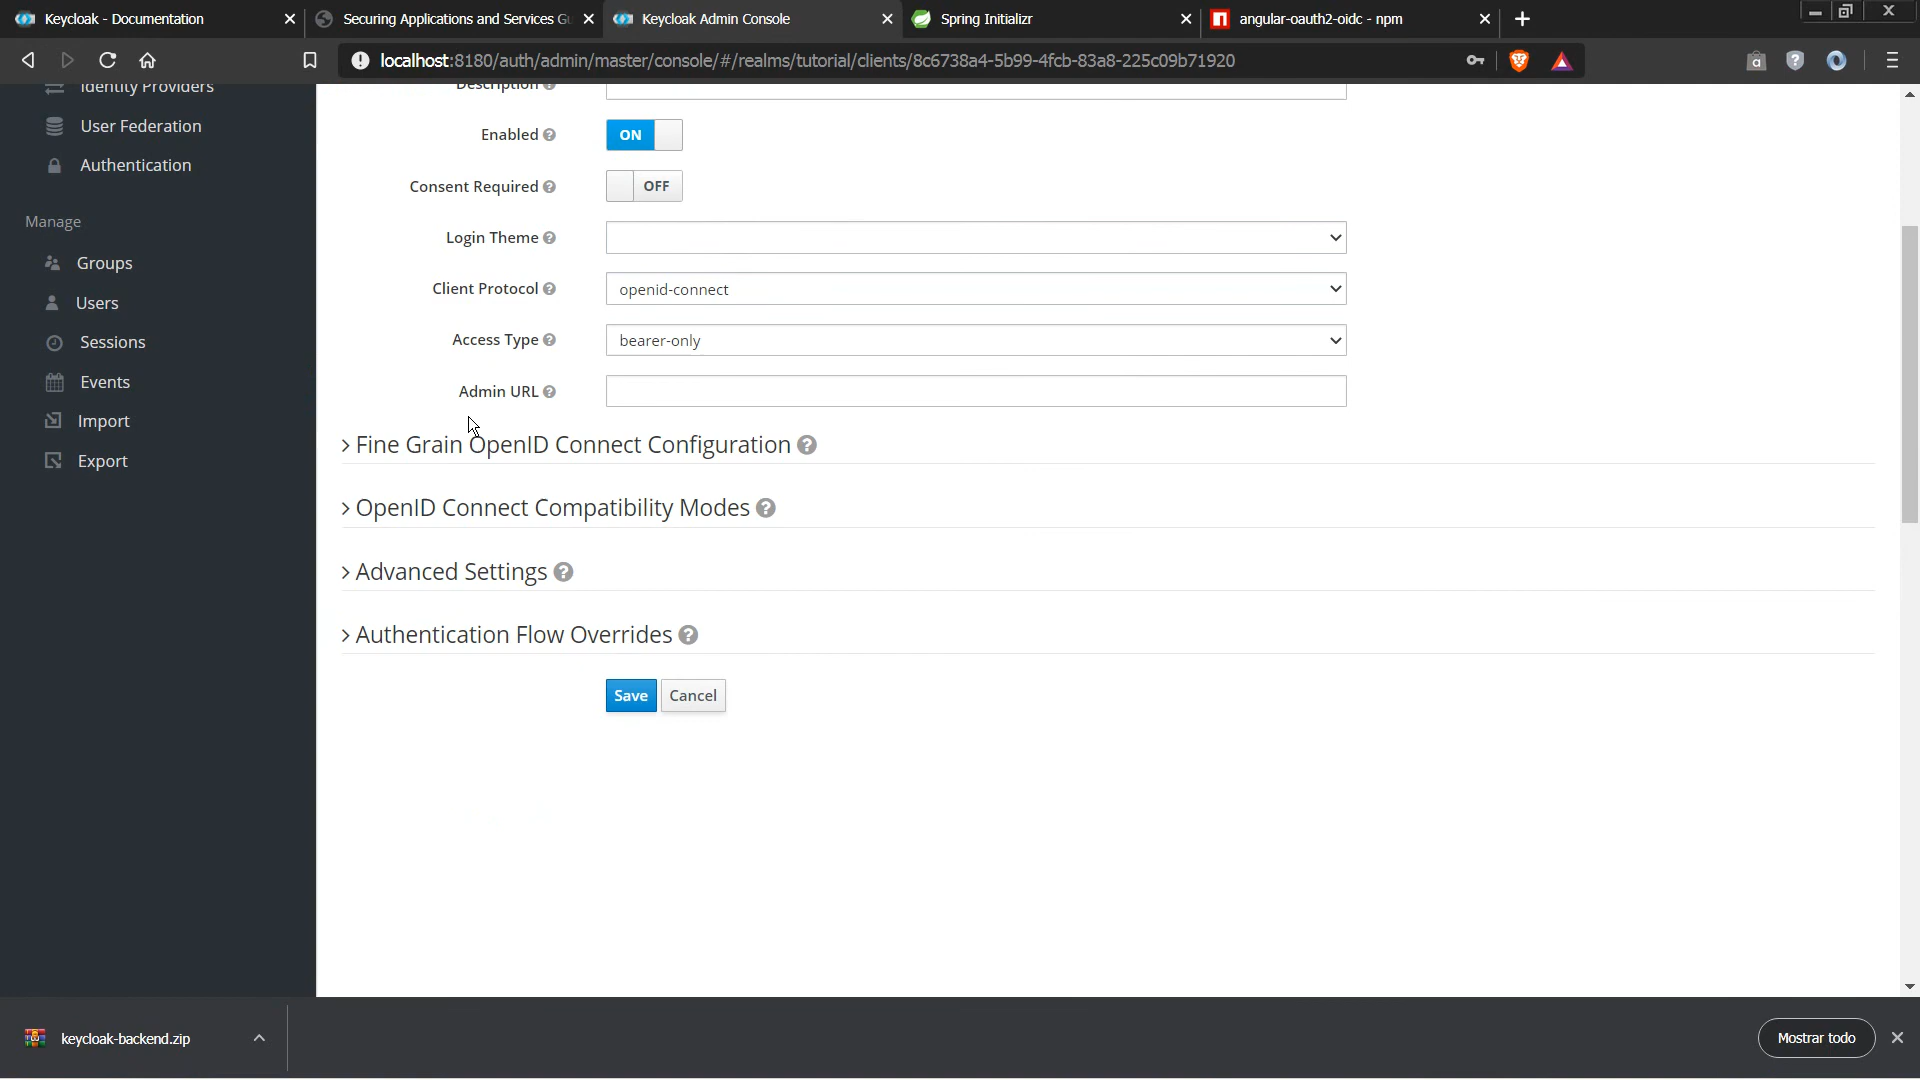 Keycloak - Documentation
Securing Applications and Services Gu
Keycloak Admin Console
Spring Initializr
angular-oauth2-oidc - npm
localhost:8180/auth/admin/master/console/#/realms/tutorial/clients/8c6738a4-5b99-4fcb-83a8-225c09b71920
Identity Providers
User Federation
Authentication
Manage
Groups
Users
Sessions
Events
Import
Export
Description
Enabled
ON
Consent Required
OFF
Login Theme
Client Protocol
openid-connect
Access Type
bearer-only
Admin URL
Fine Grain OpenID Connect Configuration
OpenID Connect Compatibility Modes
Advanced Settings
Authentication Flow Overrides
Save Cancel
keycloak-backend.zip
Mostrar todo